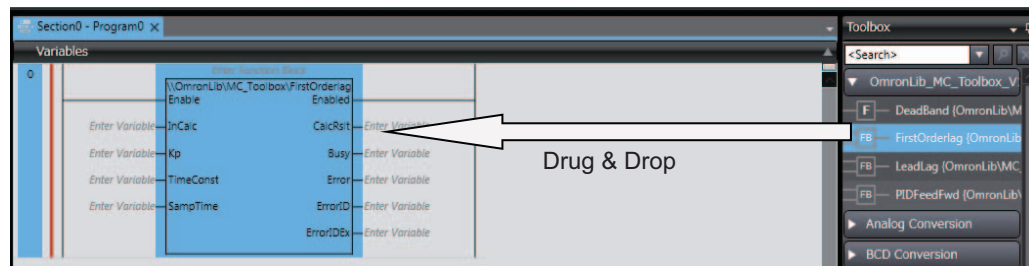 Section0 - Program0
Variables
0
Enter Function Block
\\OmronLib\MC_Toolbox\FirstOrderlag
Enable Enabled
Enter Variable InCalc CalcRslt Enter Variable
Enter Variable Kp Busy Enter Variable
Enter Variable TimeConst Error Enter Variable
Enter Variable SampTime ErrorID Enter Variable
ErrorIDEx Enter Variable
Drug & Drop
Toolbox
<Search>
OmronLib_MC_Toolbox_V
F DeadBand {OmronLib\M
FB FirstOrderlag {OmronLib
FB LeadLag {OmronLib\MC_
FB PIDFeedFwd {OmronLib\
Analog Conversion
BCD Conversion